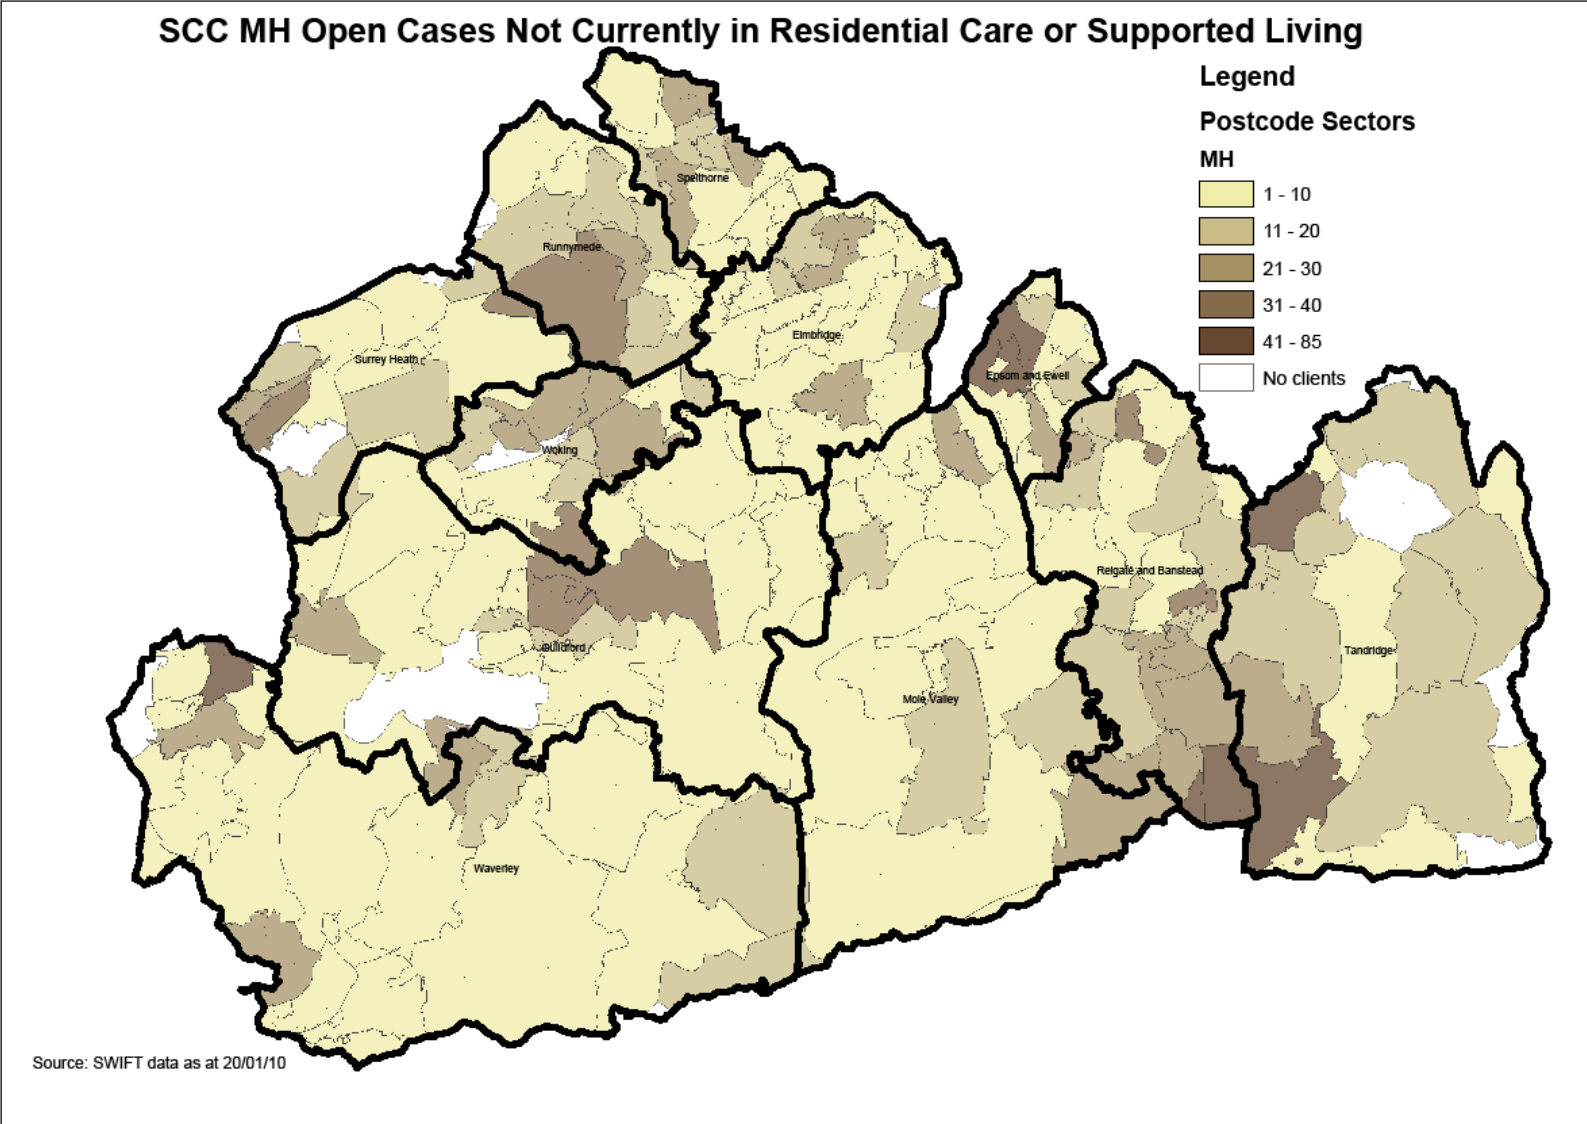 SCC MH Open Cases Not Currently in Residential Care or Supported Living
Legend
Postcode Sectors
MH
1 - 10
11 - 20
21 - 30
31 - 40
41 - 85
No clients
Spelthorne
Runnymede
Elmbridge
Surrey Heath
Epsom and Ewell
Woking
Reigate and Banstead
Guildford
Tandridge
Mole Valley
Waverley
Source: SWIFT data as at 20/01/10